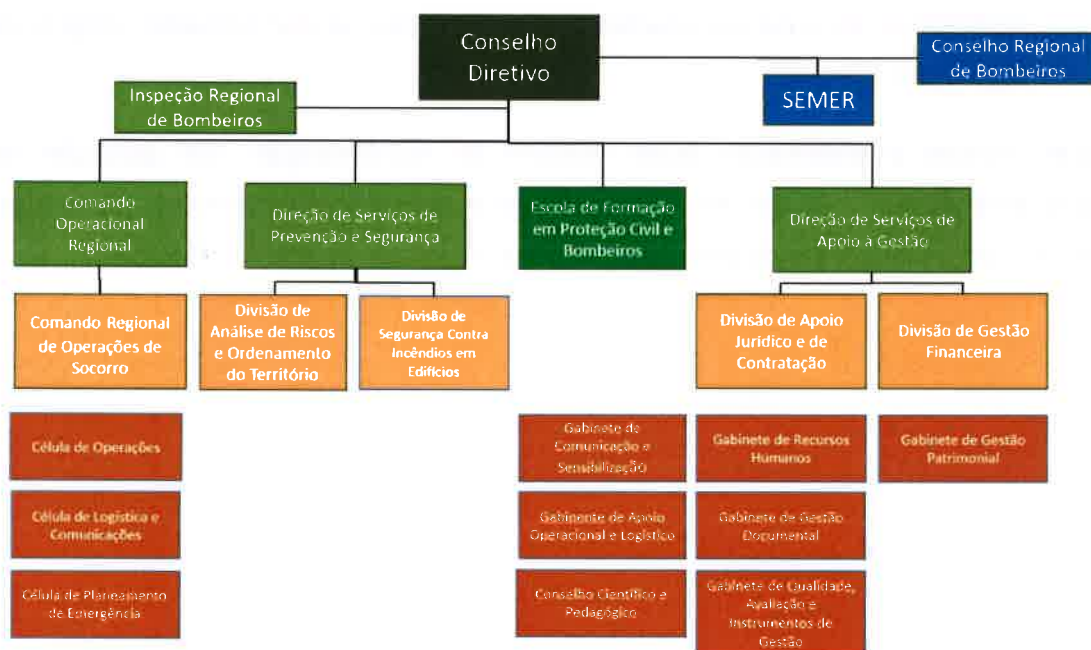 Conselho
Diretivo
Conselho Regional
de Bombeiros
SEMER
Inspeção Regional
de Bombeiros
Comando
Operacional
Regional
Direção de Serviços de
Prevenção e Segurança
Escola de Formação
em Proteção Civil e
Bombeiros
Direção de Serviços de
Apoio à Gestão
Comando Regional
de Operações de
Socorro
Divisão de
Análise de Riscos
e Ordenamento
do Território
Divisão de
Segurança Contra
Incêndios em
Edifícios
Divisão de Apoio
Jurídico e de
Contratação
Divisão de Gestão
Financeira
Célula de Operações
Gabinete de
Comunicação e
Sensibilização
Gabinete de Recursos
Humanos
Gabinete de Gestão
Patrimonial
Célula de Logística e
Comunicações
Gabinente de Apoio
Operacional e Logístico
Gabinete de Gestão
Documental
Célula de Planeamento
de Emergência
Conselho Científico e
Pedagógico
Gabinete de Qualidade,
Avaliação e
Instrumentos de
Gestão